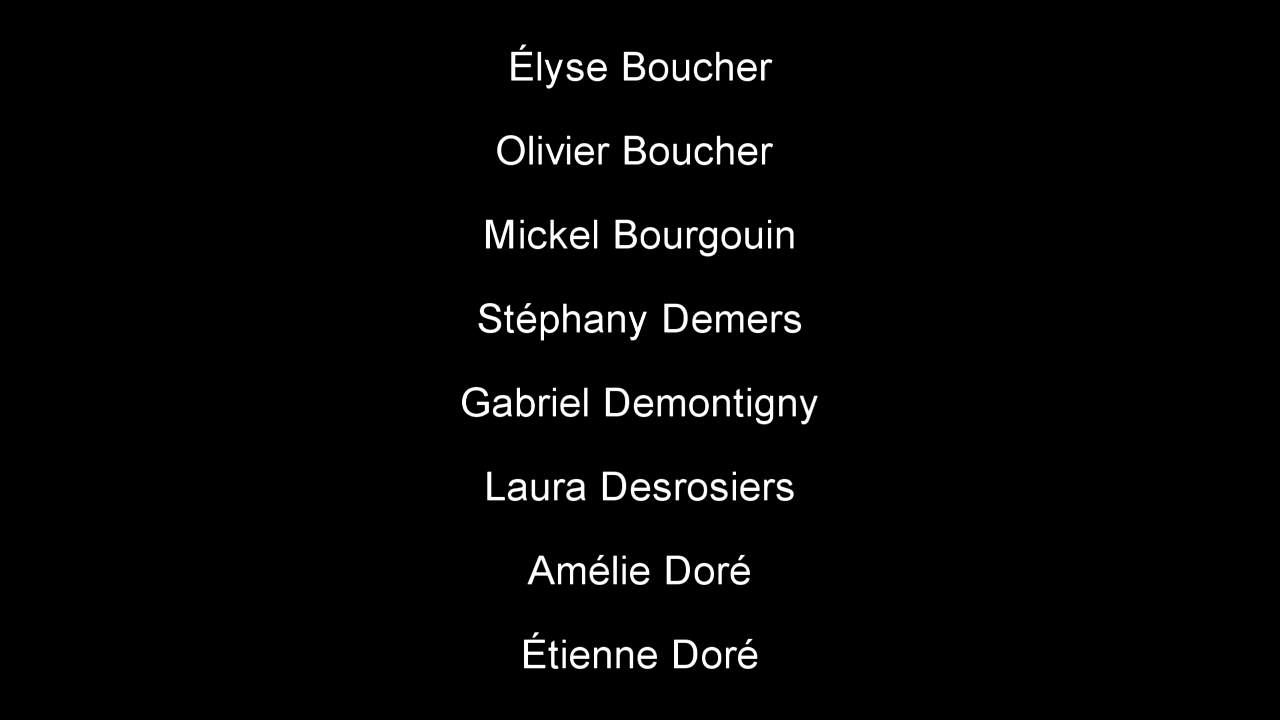 Élyse Boucher
Olivier Boucher
Mickel Bourgouin
Stéphany Demers
Gabriel Demontigny
Laura Desrosiers
Amélie Doré
Étienne Doré